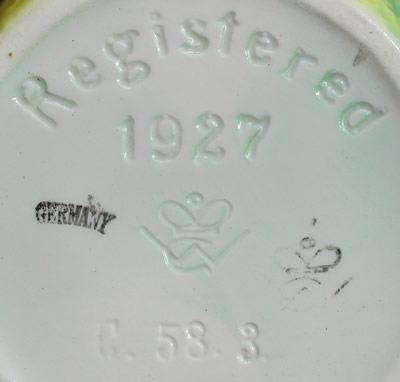 Registered
1927
GERMANY
C. 58. 3.